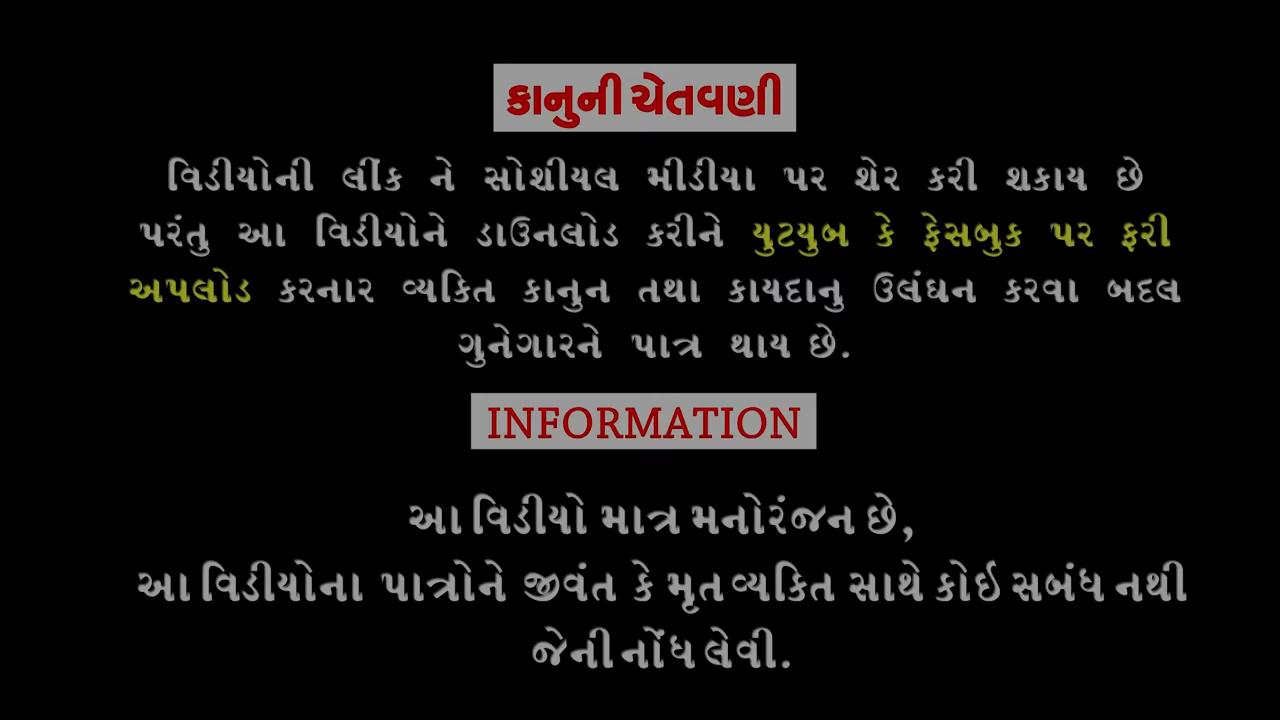 કાનુની ચેતવણી
વિડીયોની લીંક ને સોશીયલ મીડીયા પર શેર કરી શકાય છે
પરંતુ આ વિડીયોને ડાઉનલોડ કરીને યુટયુબ કે ફેસબુક પર ફરી
અપલોડ કરનાર વ્યકિત કાનુન તથા કાયદાનુ ઉલંઘન કરવા બદલ
ગુનેગારને પાત્ર થાય છે.
INFORMATION
આ વિડીયો માત્ર મનોરંજન છે,
આ વિડીયોના પાત્રોને જીવંત કે મૃત વ્યકિત સાથે કોઇ સબંધ નથી
જેની નોંધ લેવી.